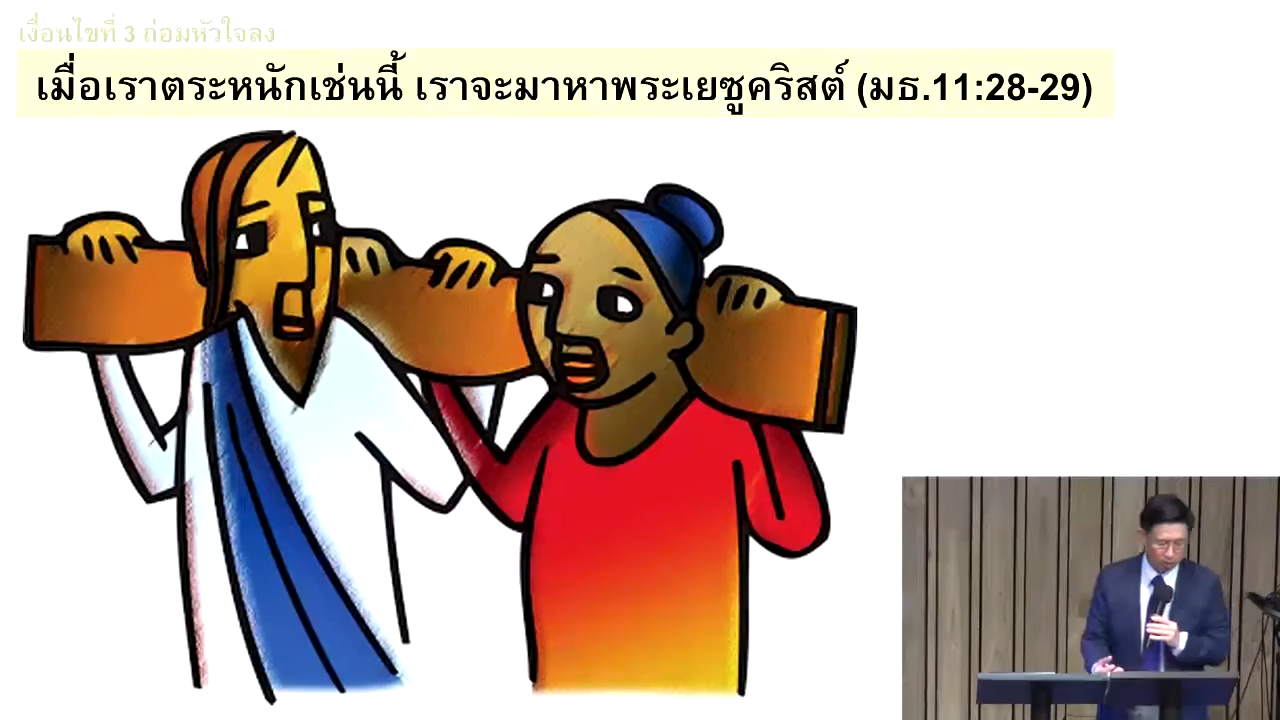 เงื่อนไขที่ 3 ถ่อมหัวใจลง
เมื่อเราตระหนักเช่นนี้ เราจะมาหาพระเยซูคริสต์ (มธ.11:28-29)